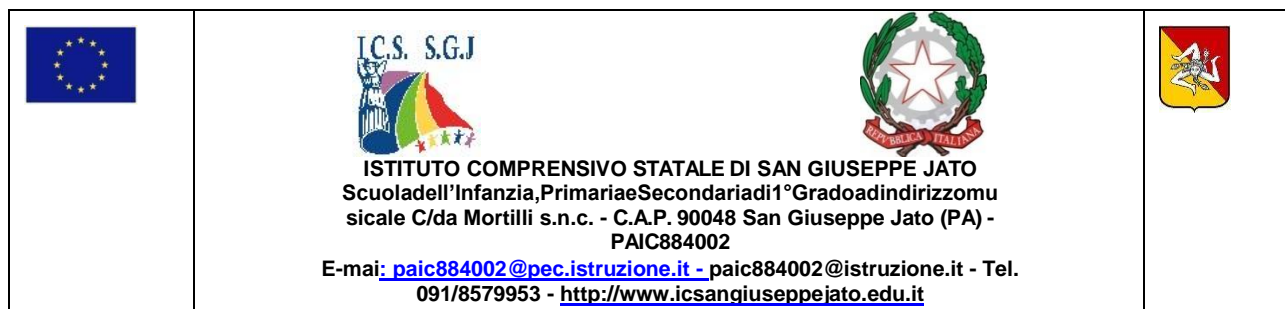 I.C.S. S.G.J
REPVBBLICA ITALIANA
ISTITUTO COMPRENSIVO STATALE DI SAN GIUSEPPE JATO
Scuoladell’Infanzia,PrimariaeSecondariadi1°Gradoadindirizzomu
sicale C/da Mortilli s.n.c. - C.A.P. 90048 San Giuseppe Jato (PA) -
PAIC884002
E-mai: paic884002@pec.istruzione.it - paic884002@istruzione.it - Tel.
091/8579953 - http://www.icsangiuseppejato.edu.it